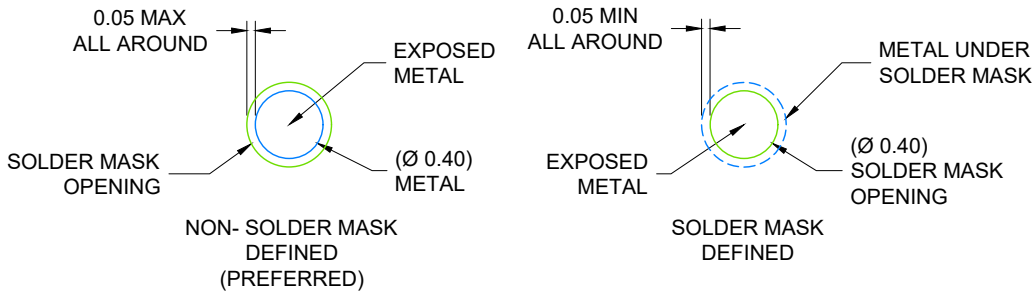 0.05 MAX
ALL AROUND
EXPOSED
METAL
SOLDER MASK
OPENING
(Ø 0.40)
METAL
NON- SOLDER MASK
DEFINED
(PREFERRED)
0.05 MIN
ALL AROUND
METAL UNDER
SOLDER MASK
EXPOSED
METAL
(Ø 0.40)
SOLDER MASK
OPENING
SOLDER MASK
DEFINED